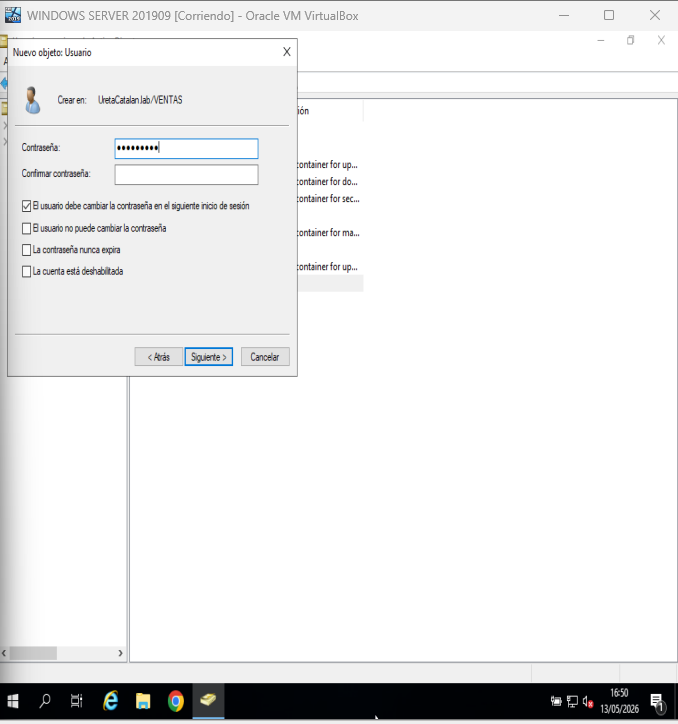 WINDOWS SERVER 201909 [Corriendo] - Oracle VM VirtualBox
Nuevo objeto: Usuario
Crear en: UretaCatalan.lab/VENTAS
Contraseña:
Confirmar contraseña:
El usuario debe cambiar la contraseña en el siguiente inicio de sesión
El usuario no puede cambiar la contraseña
La contraseña nunca expira
La cuenta está deshabilitada
< Atrás
Siguiente >
Cancelar
ión
container for up...
container for do...
container for sec...
container for ma...
container for up...
16:50
13/05/2026
1